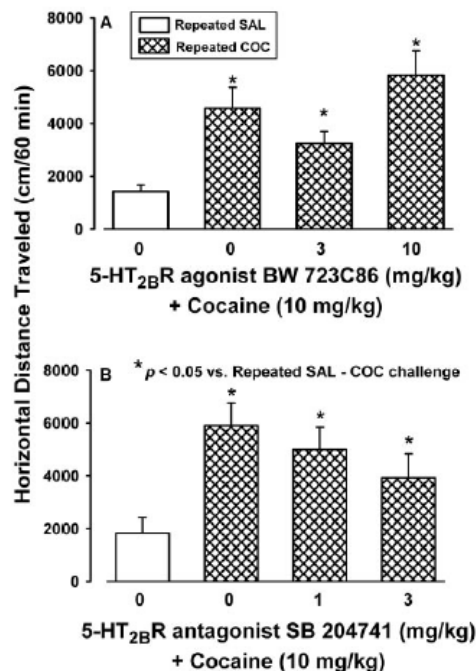 Horizontal Distance Traveled (cm/60 min)
A
Repeated SAL
Repeated COC
8000
6000
4000
2000
0
*
*
*
0 0 3 10
5-HT2BR agonist BW 723C86 (mg/kg)
+ Cocaine (10 mg/kg)
B
* p < 0.05 vs. Repeated SAL - COC challenge
8000
6000
4000
2000
0
*
*
*
0 0 1 3
5-HT2BR antagonist SB 204741 (mg/kg)
+ Cocaine (10 mg/kg)